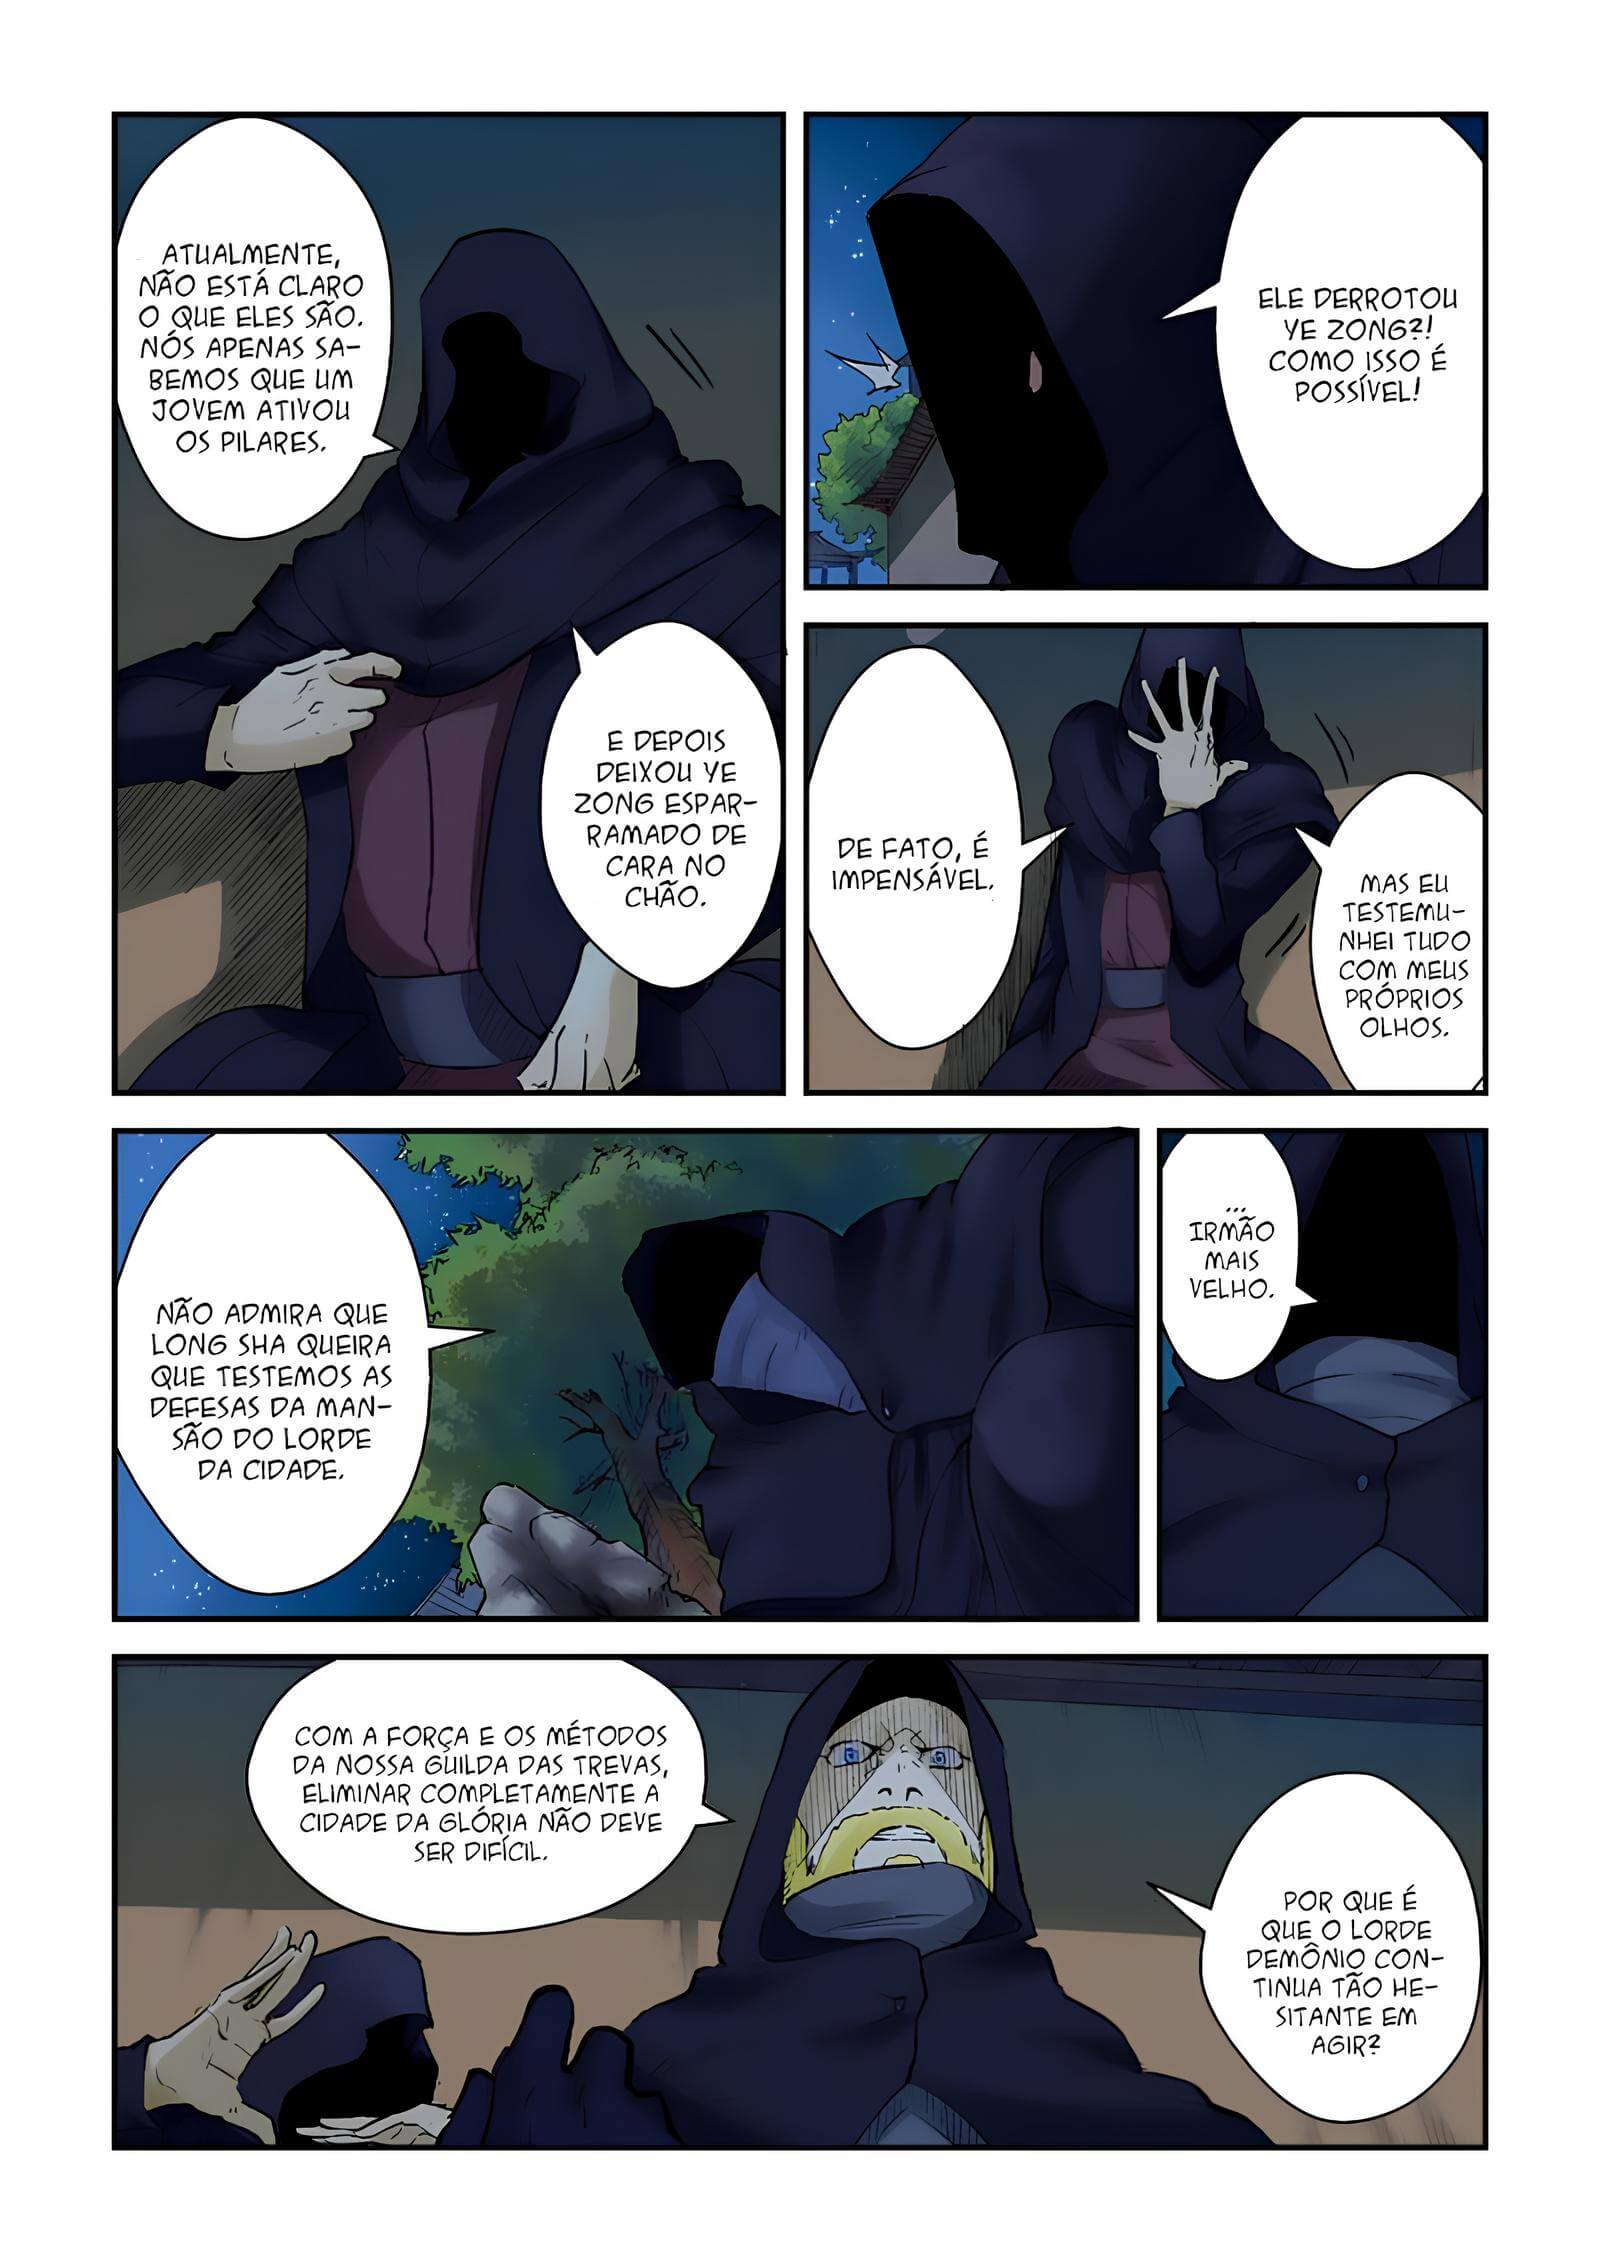 ATUALMENTE,
NÃO ESTÁ CLARO
O QUE ELES SÃO.
NÓS APENAS SA-
BEMOS QUE UM
JOVEM ATIVOU
OS PILARES.
E DEPOIS
DEIXOU YE
ZONG ESPAR-
RAMADO DE
CARA NO
CHÃO.
ELE DERROTOU
YE ZONG?!
COMO ISSO É
POSSÍVEL!
DE FATO, É
IMPENSÁVEL.
MAS EU
TESTEMU-
NHEI TUDO
COM MEUS
PRÓPRIOS
OLHOS.
NÃO ADMIRA QUE
LONG SHA QUEIRA
QUE TESTEMOS AS
DEFESAS DA MAN-
SÃO DO LORDE
DA CIDADE.
...
IRMÃO
MAIS
VELHO.
COM A FORÇA E OS MÉTODOS
DA NOSSA GUILDA DAS TREVAS,
ELIMINAR COMPLETAMENTE A
CIDADE DA GLÓRIA NÃO DEVE
SER DIFÍCIL.
POR QUE É
QUE O LORDE
DEMÔNIO CON-
TINUA TÃO HE-
SITANTE EM
AGIR?